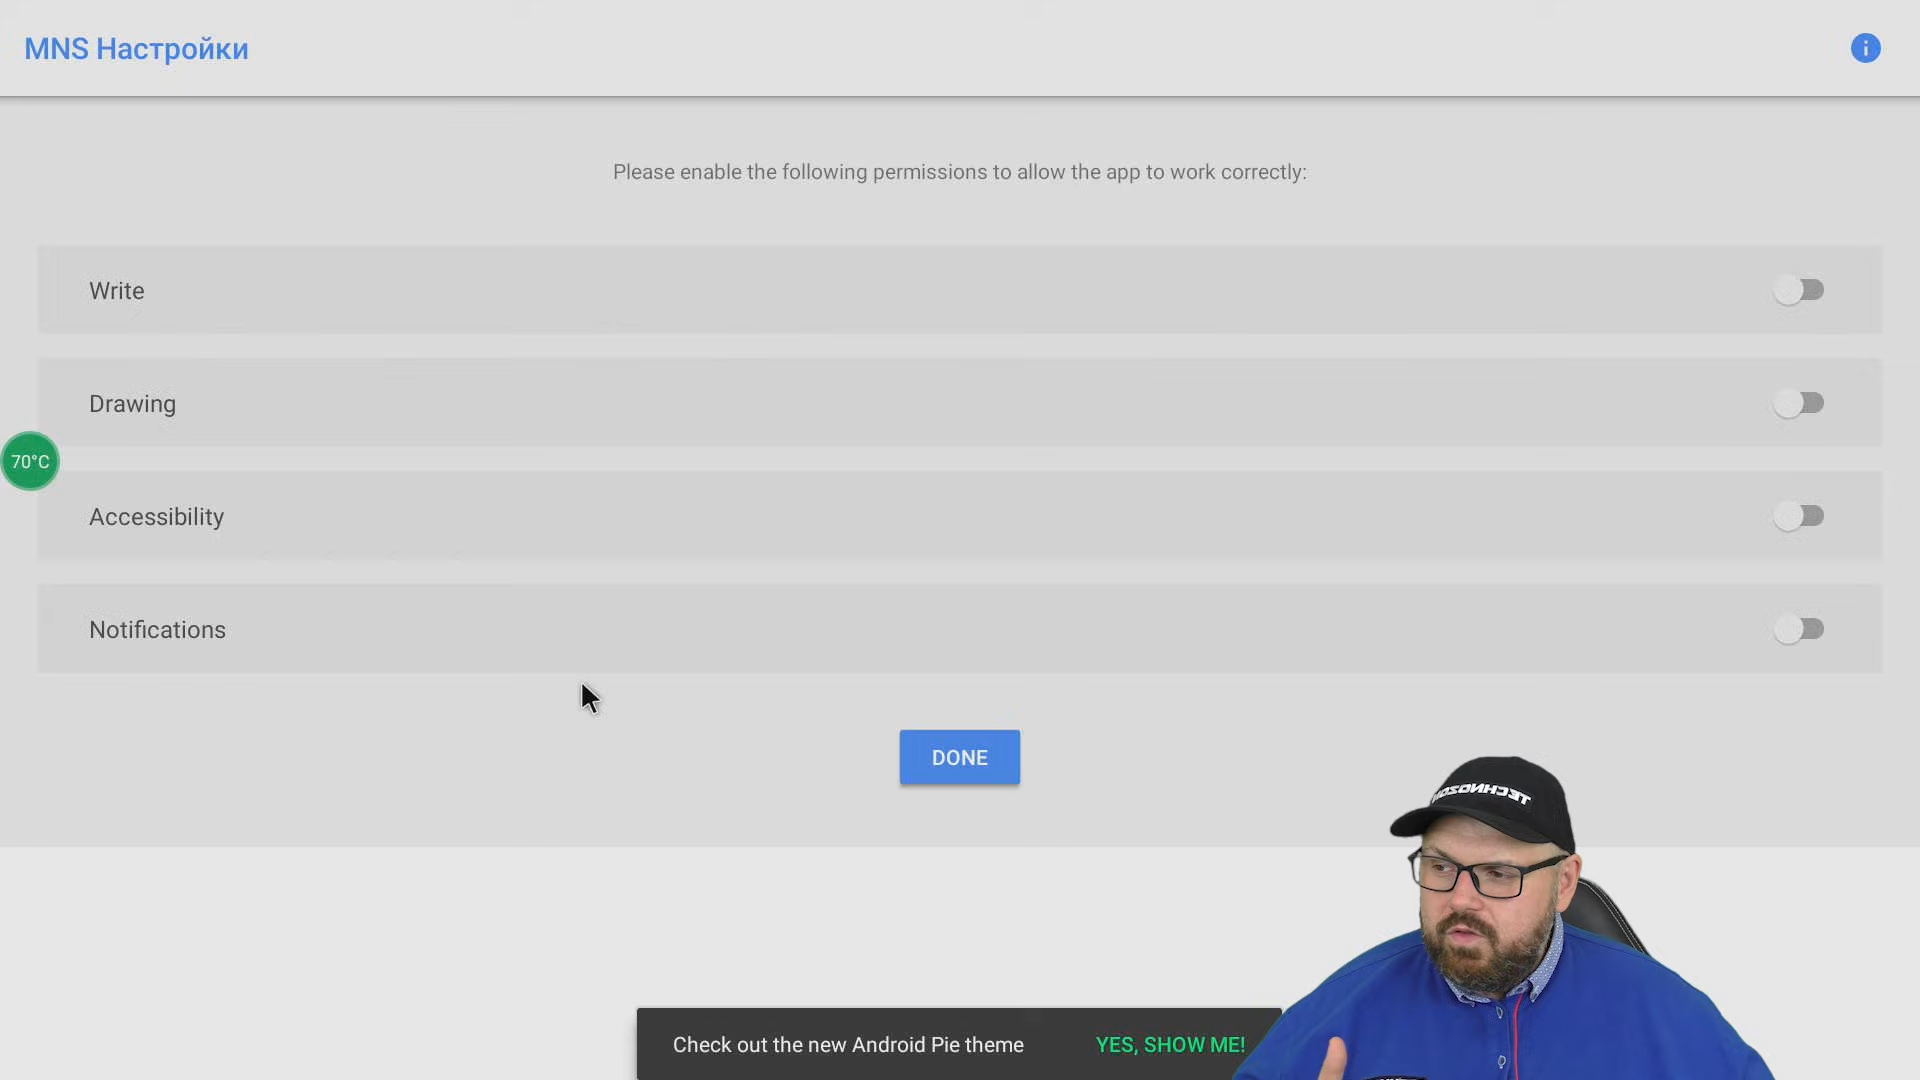 MNS Настройки
Please enable the following permissions to allow the app to work correctly:
Write
Drawing
70°C
Accessibility
Notifications
DONE
Check out the new Android Pie theme
YES, SHOW ME!